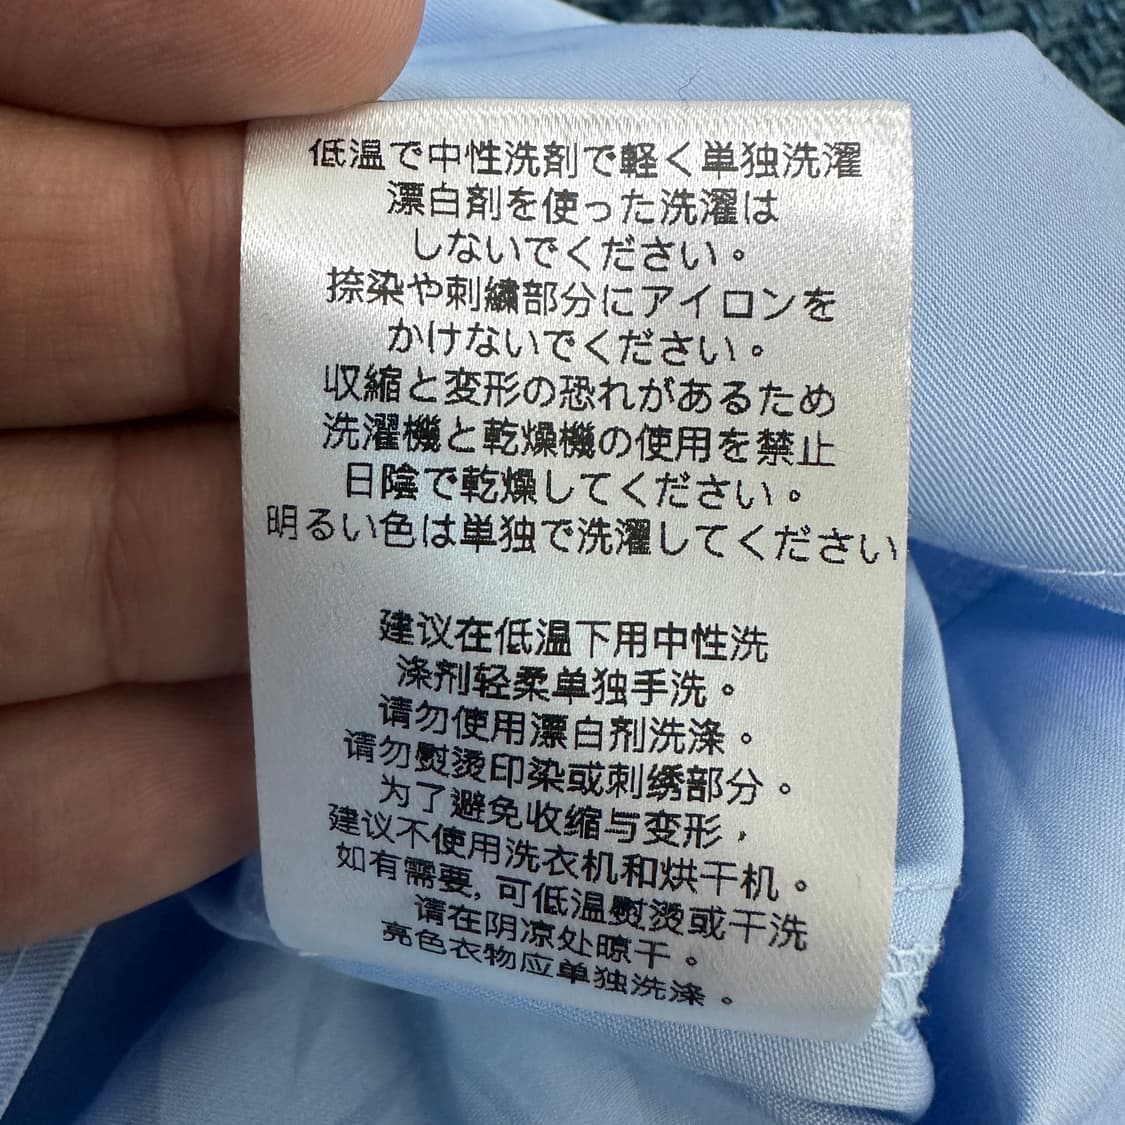 低温で中性洗剤で軽く単独洗濯
漂白剤を使った洗濯は
しないでください。
捺染や刺繍部分にアイロンを
かけないでください。
収縮と変形の恐れがあるため
洗濯機と乾燥機の使用を禁止
日陰で乾燥してください。
明るい色は単独で洗濯してください
建议在低温下用中性洗
涤剂轻柔单独手洗。
请勿使用漂白剂洗涤。
请勿熨烫印染或刺绣部分。
为了避免收缩与变形，
建议不使用洗衣机和烘干机。
如有需要, 可低温熨烫或干洗
请在阴凉处晾干。
亮色衣物应单独洗涤。